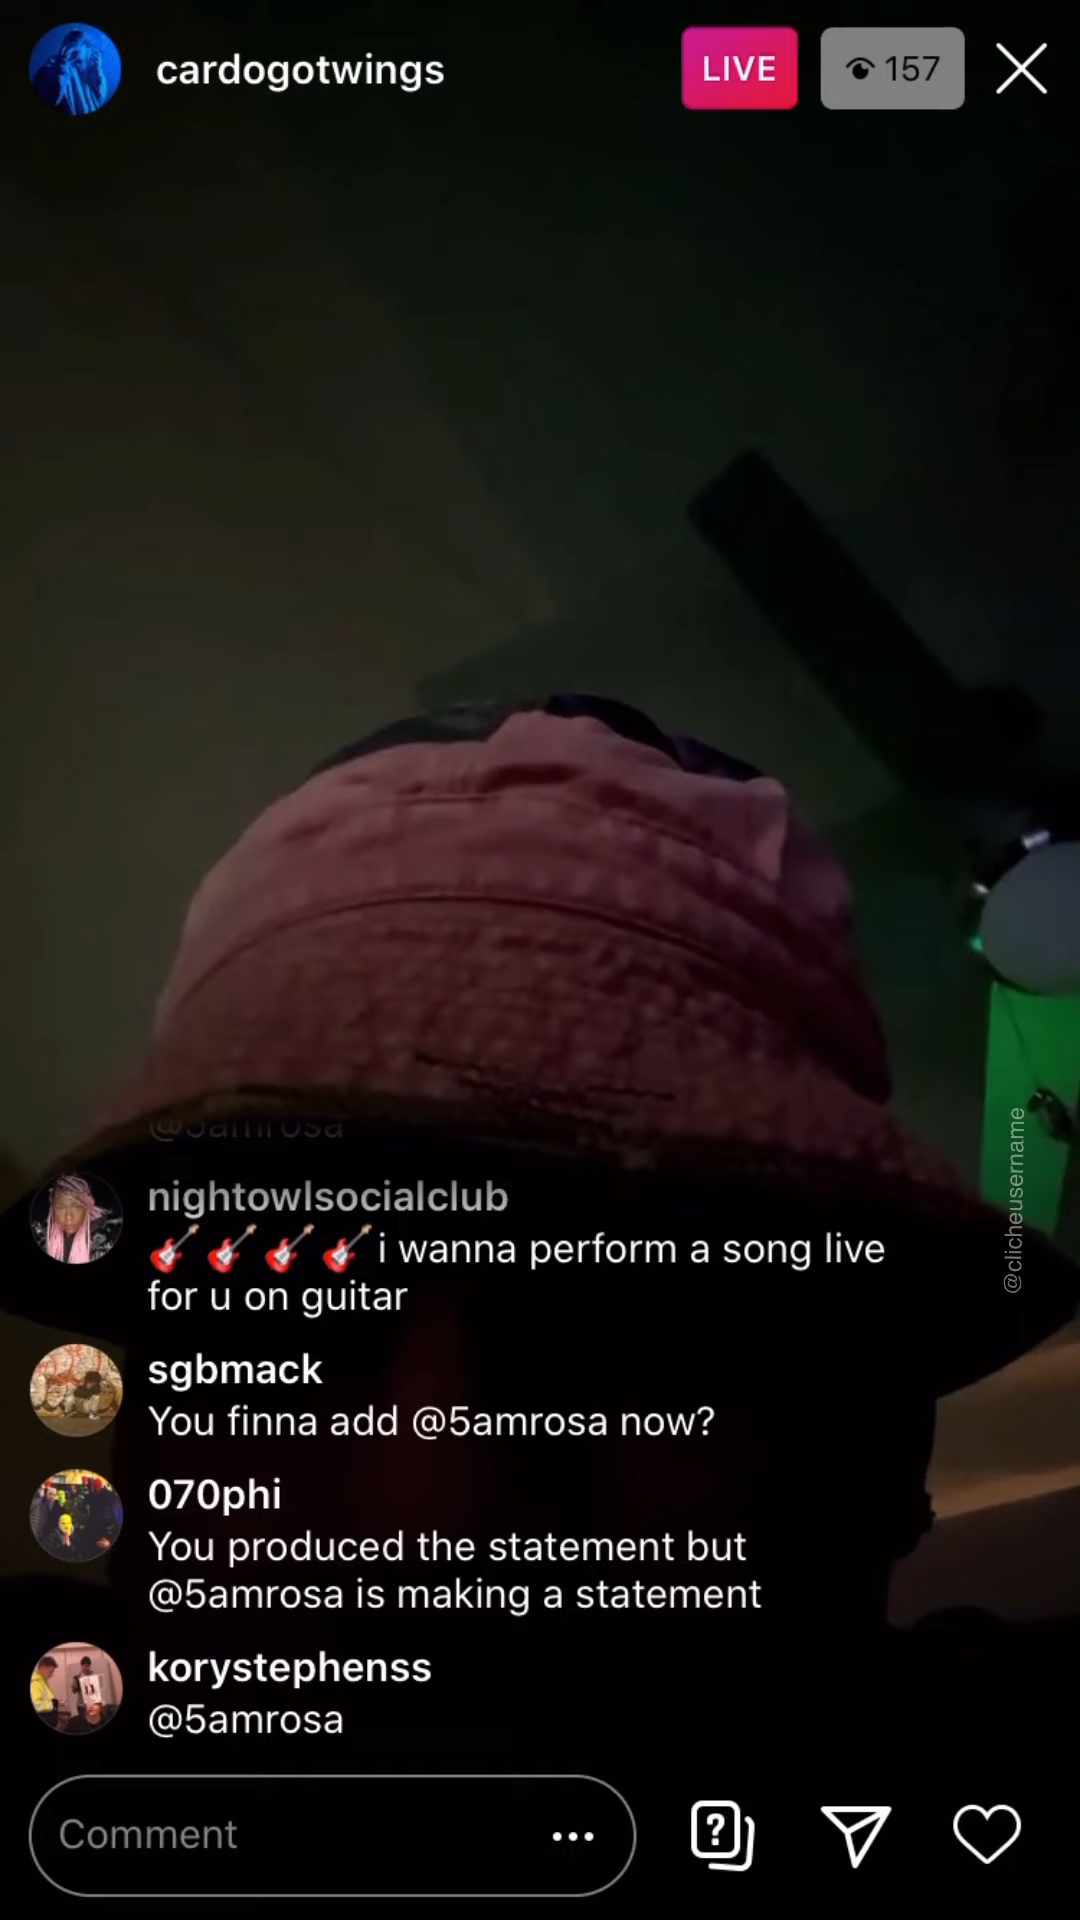 cardogotwings
LIVE
157
@5amrosa
nightowlsocialclub
🎸🎸🎸🎸i wanna perform a song live
for u on guitar
sgbmack
You finna add @5amrosa now?
070phi
You produced the statement but
@5amrosa is making a statement
korystephenss
@5amrosa
Comment
@clicheusername